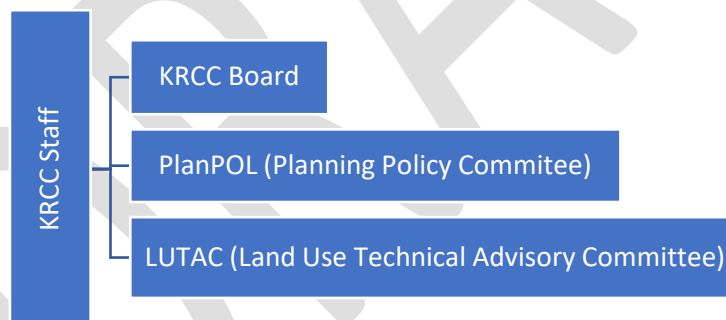 KRCC Staff
KRCC Board
PlanPOL (Planning Policy Commitee)
LUTAC (Land Use Technical Advisory Committee)